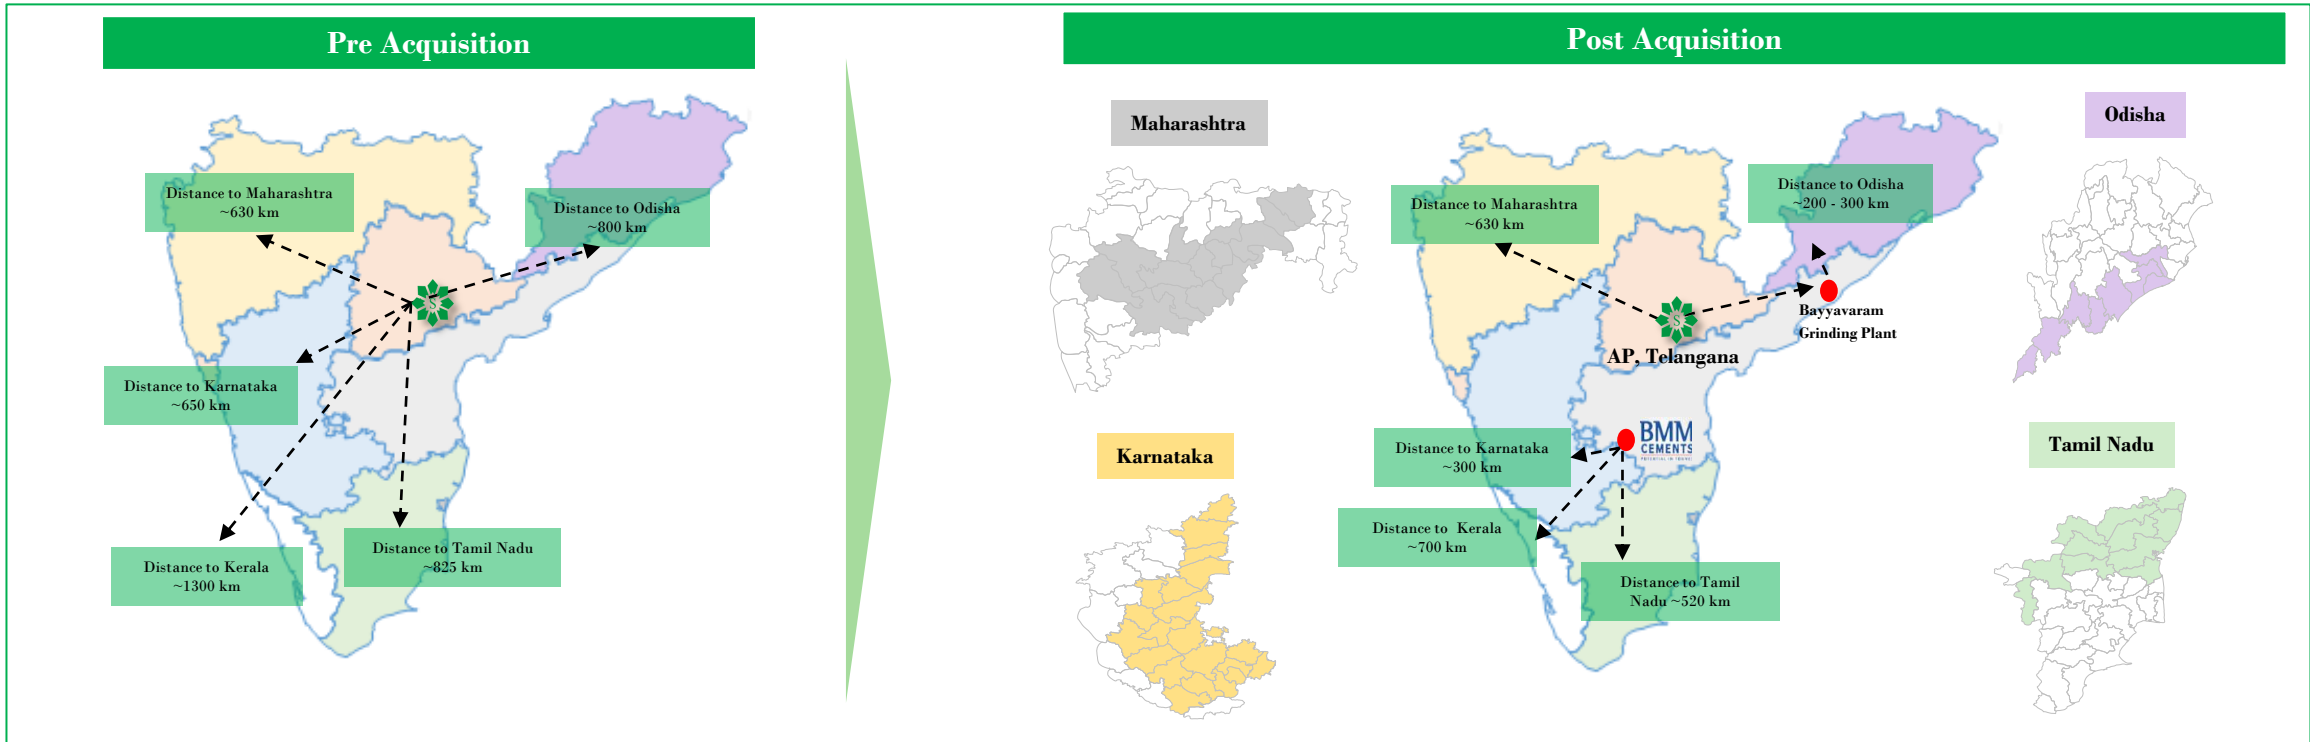 Pre Acquisition
Distance to Maharashtra
~630 km
Distance to Odisha
~800 km
S
Distance to Karnataka
~650 km
Distance to Kerala
~1300 km
Distance to Tamil Nadu
~825 km
Post Acquisition
Maharashtra
Karnataka
Distance to Maharashtra
~630 km
Distance to Odisha
~200 - 300 km
S
AP, Telangana
Bayyavaram
Grinding Plant
BMM
CEMENTS
Distance to Karnataka
~300 km
Distance to Kerala
~700 km
Distance to Tamil
Nadu ~520 km
Odisha
Tamil Nadu